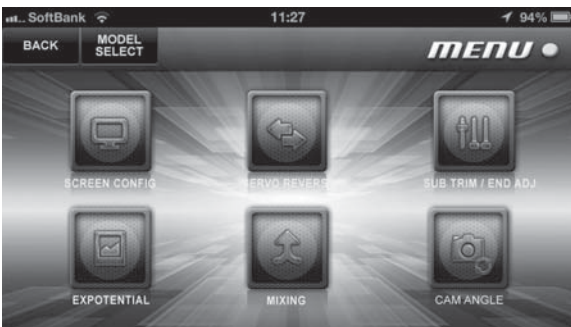 SoftBank
11:27
94%
BACK
MODEL
SELECT
MENU
SCREEN CONFIG
SERVO REVERSE
SUB TRIM / END ADJ
EXPOTENTIAL
MIXING
CAM ANGLE